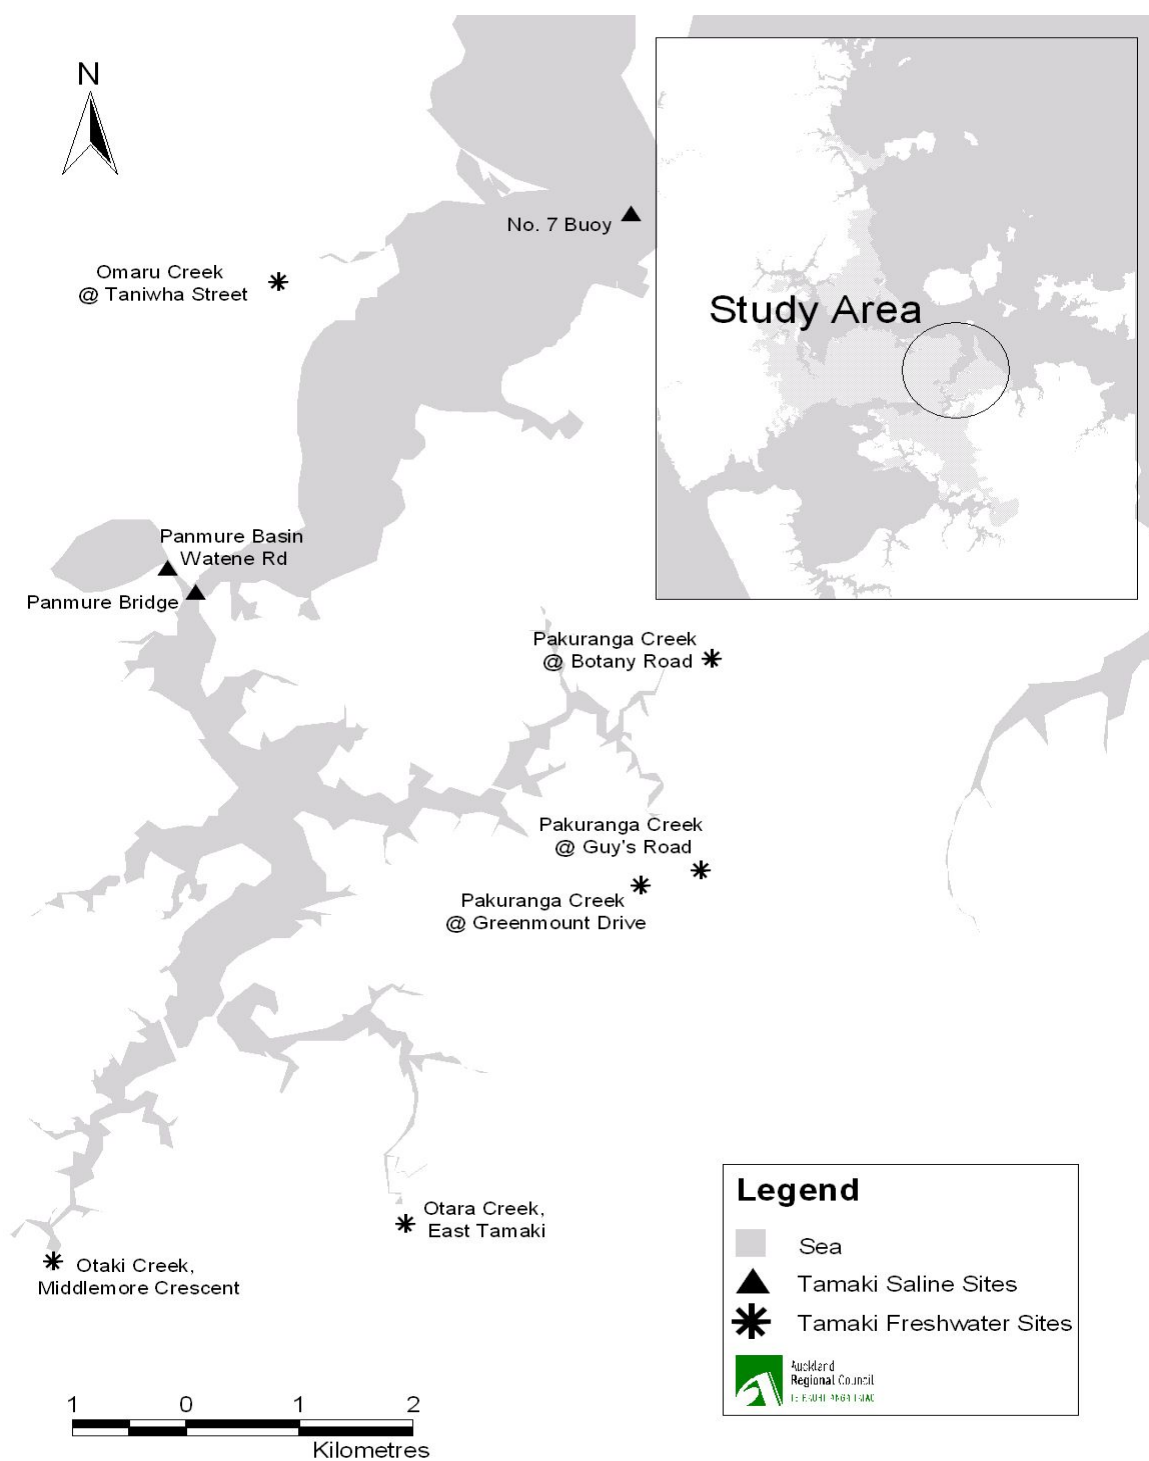 N
No. 7 Buoy
Omaru Creek
@ Taniwha Street
Study Area
Panmure Basin
Watene Rd
Panmure Bridge
Pakuranga Creek
@ Botany Road
Pakuranga Creek
@ Guy's Road
Pakuranga Creek
@ Greenmount Drive
Otara Creek,
East Tamaki
Otaki Creek,
Middlemore Crescent
Legend
Sea
Tamaki Saline Sites
Tamaki Freshwater Sites
Auckland
Regional Council
1 0 1 2
Kilometres